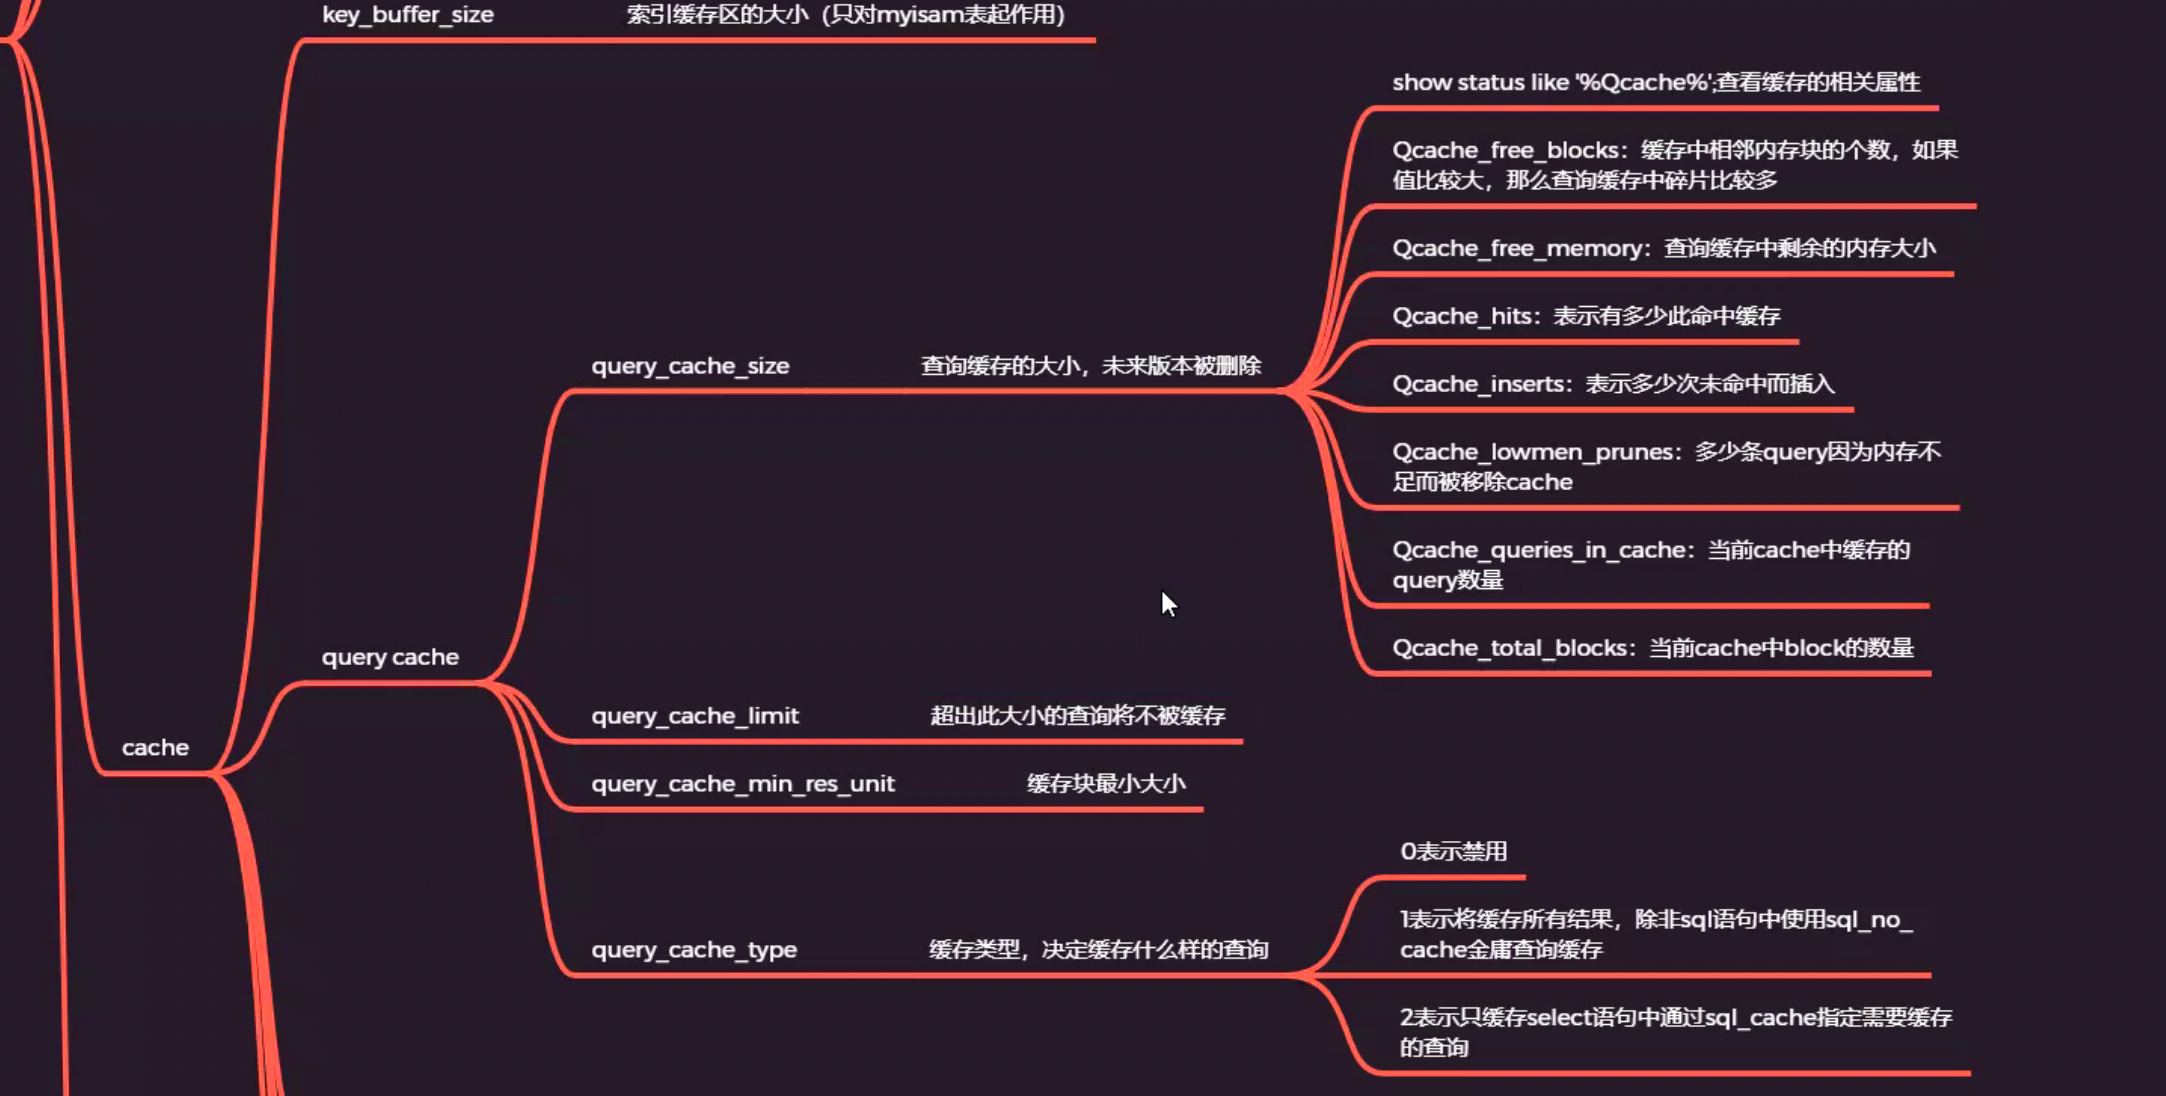 key_buffer_size
索引缓存区的大小（只对myisam表起作用）
show status like '%Qcache%';查看缓存的相关属性
Qcache_free_blocks：缓存中相邻内存块的个数，如果
值比较大，那么查询缓存中碎片比较多
Qcache_free_memory：查询缓存中剩余的内存大小
Qcache_hits：表示有多少此命中缓存
query_cache_size
查询缓存的大小，未来版本被删除
Qcache_inserts：表示多少次未命中而插入
Qcache_lowmen_prunes：多少条query因为内存不
足而被移除cache
Qcache_queries_in_cache：当前cache中缓存的
query数量
Qcache_total_blocks：当前cache中block的数量
query cache
query_cache_limit
超出此大小的查询将不被缓存
cache
query_cache_min_res_unit
缓存块最小大小
0表示禁用
1表示将缓存所有结果，除非sql语句中使用sql_no_
cache金庸查询缓存
query_cache_type
缓存类型，决定缓存什么样的查询
2表示只缓存select语句中通过sql_cache指定需要缓存
的查询